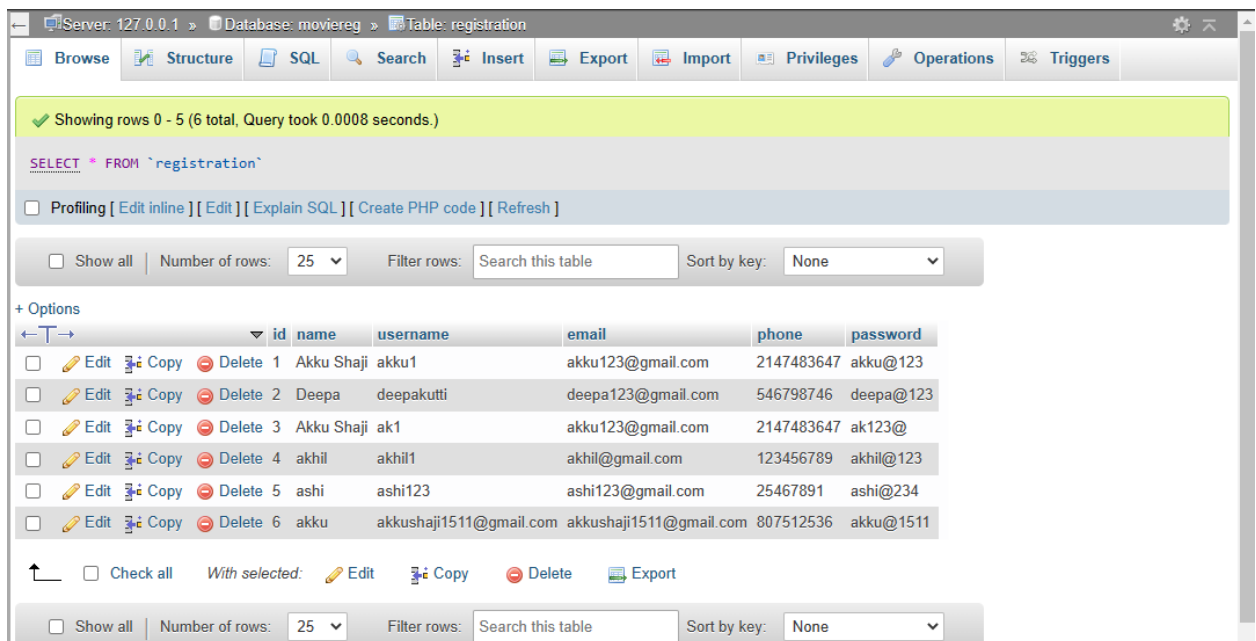 Server: 127.0.0.1 » Database: moviereg » Table: registration
Browse Structure SQL Search Insert Export Import Privileges Operations Triggers
Showing rows 0 - 5 (6 total, Query took 0.0008 seconds.)
SELECT * FROM `registration`
Profiling [ Edit inline ] [ Edit ] [ Explain SQL ] [ Create PHP code ] [ Refresh ]
Show all | Number of rows: 25 Filter rows: Search this table Sort by key: None
+ Options
←T→ id name username email phone password
Edit Copy Delete 1 Akku Shaji akku1 akku123@gmail.com 2147483647 akku@123
Edit Copy Delete 2 Deepa deepakutti deepa123@gmail.com 546798746 deepa@123
Edit Copy Delete 3 Akku Shaji ak1 akku123@gmail.com 2147483647 ak123@
Edit Copy Delete 4 akhil akhil1 akhil@gmail.com 123456789 akhil@123
Edit Copy Delete 5 ashi ashi123 ashi123@gmail.com 25467891 ashi@234
Edit Copy Delete 6 akku akkushaji1511@gmail.com akkushaji1511@gmail.com 807512536 akku@1511
Check all With selected: Edit Copy Delete Export
Show all | Number of rows: 25 Filter rows: Search this table Sort by key: None